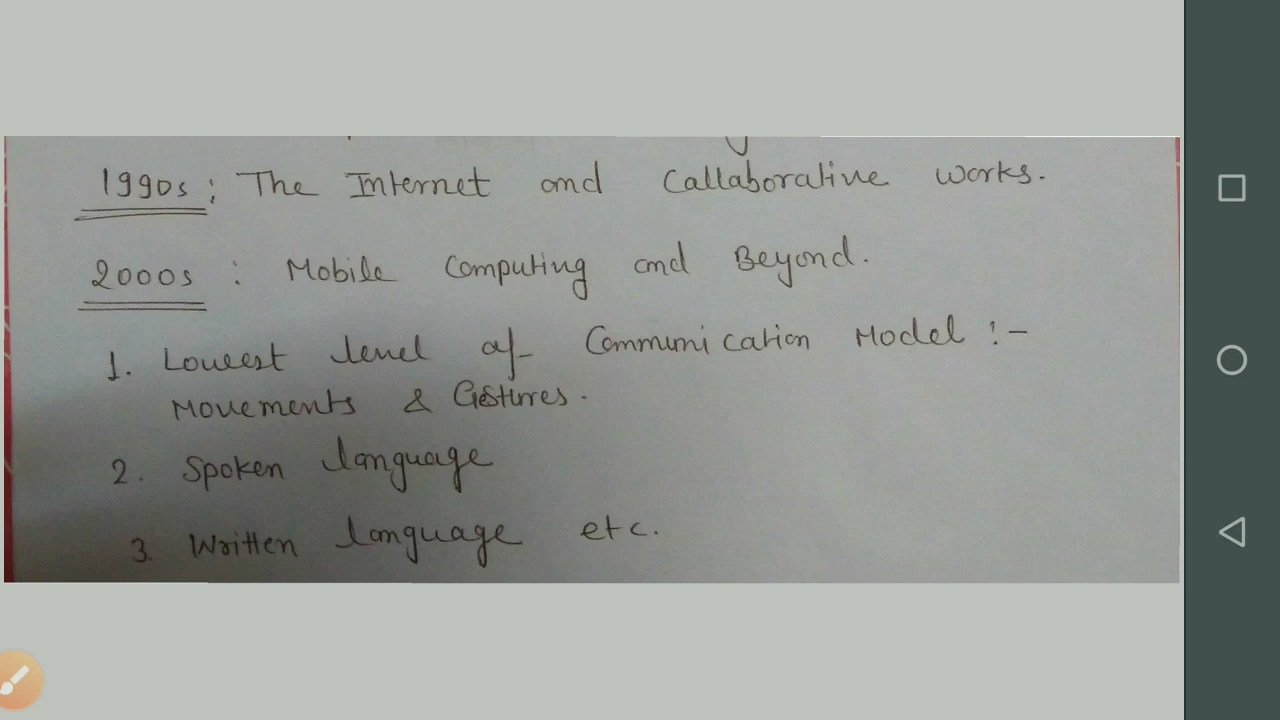 1990s : The Internet and Collaborative works.
2000s : Mobile Computing and Beyond.
1. Lowest level of Communication Model :-
Movements & Gestures.
2. Spoken language
3. Written language etc.